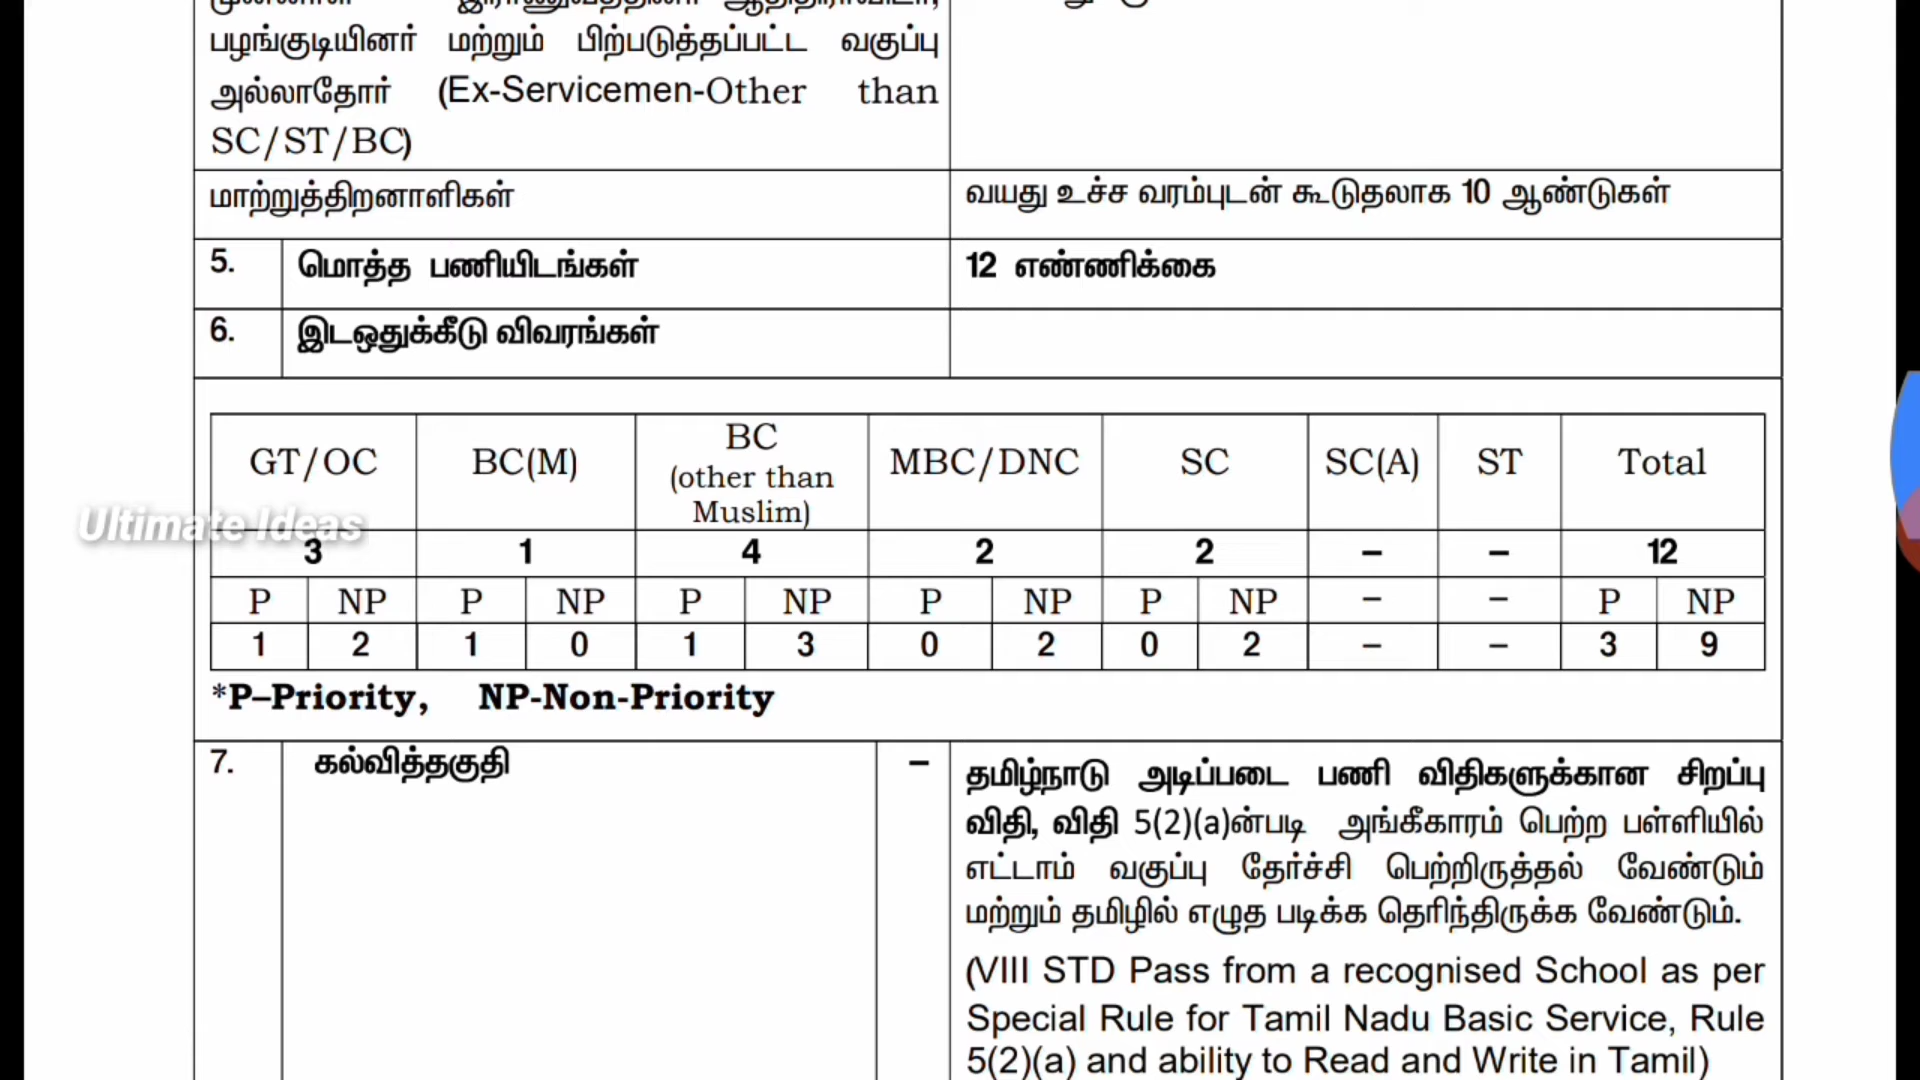 பழங்குடியினர் மற்றும் பிற்படுத்தப்பட்ட வகுப்பு
அல்லாதோர் (Ex-Servicemen-Other than
SC/ST/BC)
மாற்றுத்திறனாளிகள் வயது உச்ச வரம்புடன் கூடுதலாக 10 ஆண்டுகள்
5. மொத்த பணியிடங்கள் 12 எண்ணிக்கை
6. இடஒதுக்கீடு விவரங்கள்
GT/OC BC(M) BC (other than Muslim) MBC/DNC SC SC(A) ST Total
Ultimate Ideas
3 1 4 2 2 – – 12
P NP P NP P NP P NP P NP – – P NP
1 2 1 0 1 3 0 2 0 2 – – 3 9
*P–Priority, NP-Non-Priority
7. கல்வித்தகுதி – தமிழ்நாடு அடிப்படை பணி விதிகளுக்கான சிறப்பு
விதி, விதி 5(2)(a)ன்படி அங்கீகாரம் பெற்ற பள்ளியில்
எட்டாம் வகுப்பு தேர்ச்சி பெற்றிருத்தல் வேண்டும்
மற்றும் தமிழில் எழுத படிக்க தெரிந்திருக்க வேண்டும்.
(VIII STD Pass from a recognised School as per
Special Rule for Tamil Nadu Basic Service, Rule
5(2)(a) and ability to Read and Write in Tamil)